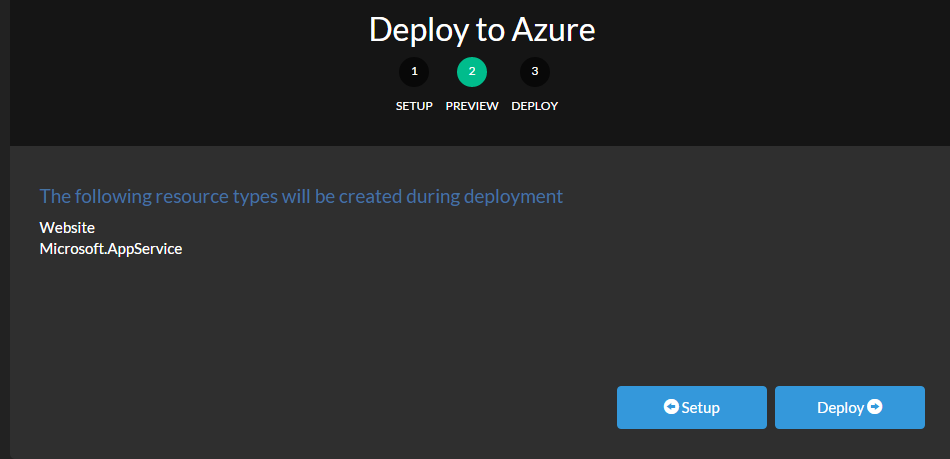 Deploy to Azure
1 2 3
SETUP PREVIEW DEPLOY
The following resource types will be created during deployment
Website
Microsoft.AppService
Setup Deploy